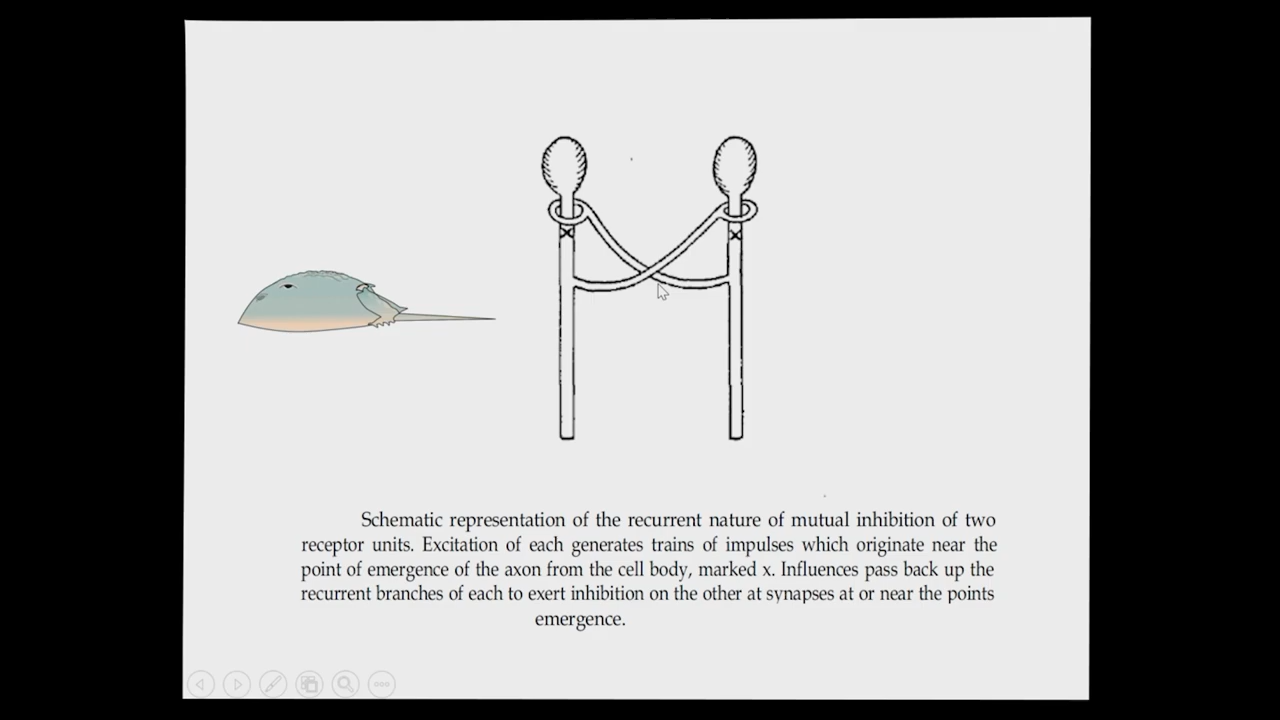 Schematic representation of the recurrent nature of mutual inhibition of two
receptor units. Excitation of each generates trains of impulses which originate near the
point of emergence of the axon from the cell body, marked x. Influences pass back up the
recurrent branches of each to exert inhibition on the other at synapses at or near the points
emergence.